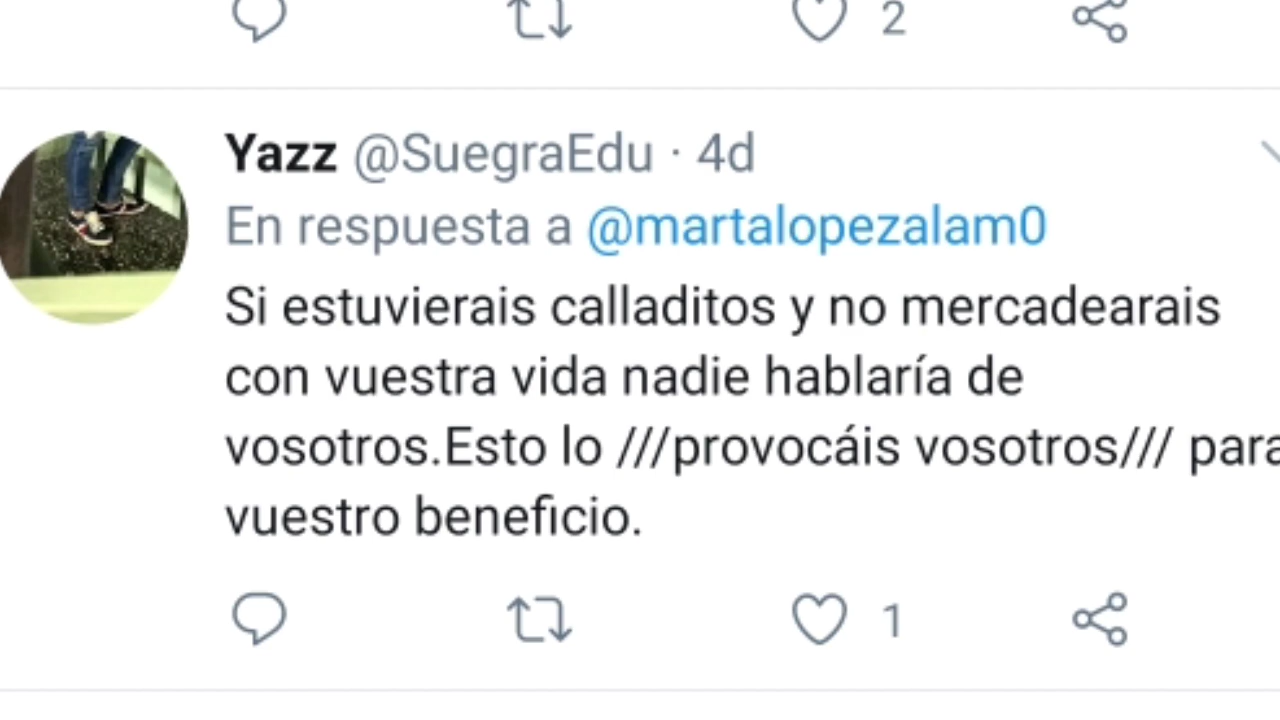 2
Yazz @SuegraEdu · 4d
En respuesta a @martalopezalam0
Si estuvierais calladitos y no mercadearais
con vuestra vida nadie hablaría de
vosotros.Esto lo ///provocáis vosotros/// para
vuestro beneficio.
1